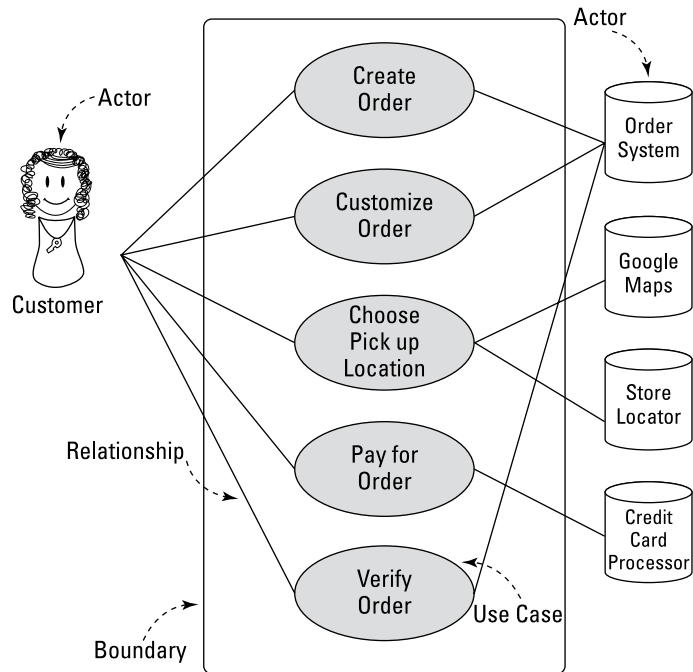 Actor
Create
Order
Order
System
Actor
Customer
Customize
Order
Google
Maps
Choose
Pick up
Location
Store
Locator
Relationship
Pay for
Order
Credit
Card
Processor
Verify
Order
Use Case
Boundary